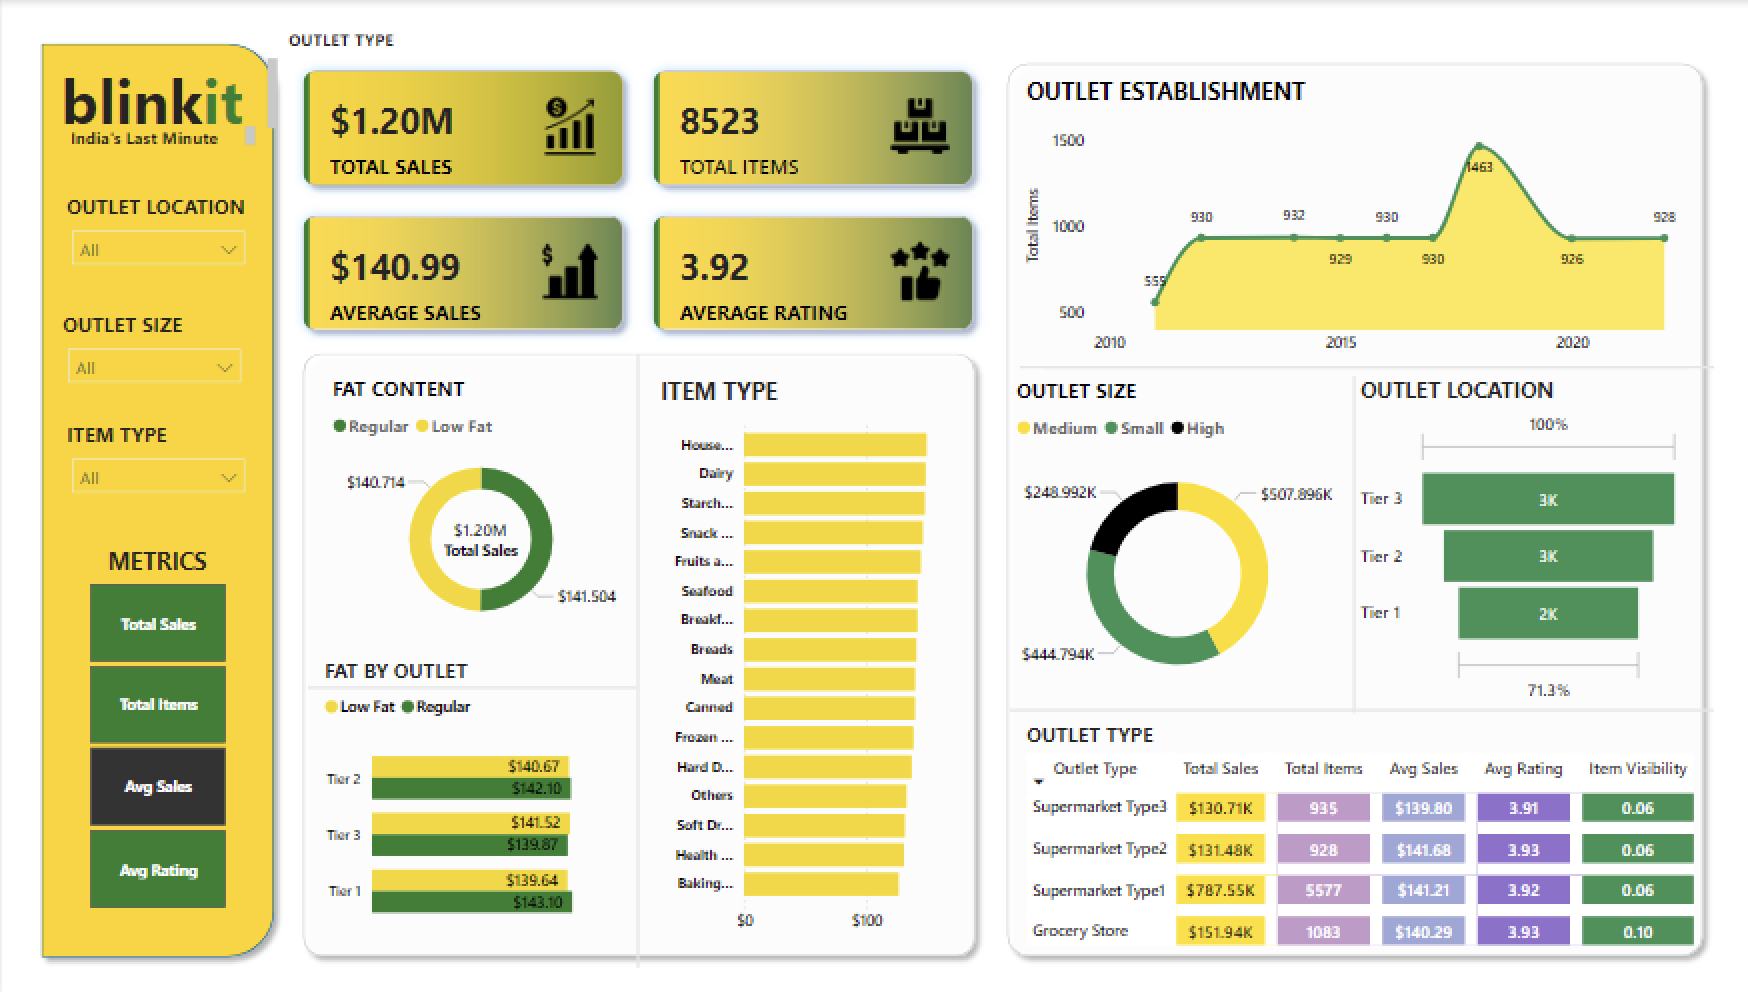 OUTLET TYPE
blinkit
India's Last Minute
OUTLET LOCATION
All
OUTLET SIZE
All
ITEM TYPE
All
METRICS
Total Sales
Total Items
Avg Sales
Avg Rating
$1.20M
TOTAL SALES
8523
TOTAL ITEMS
$140.99
AVERAGE SALES
3.92
AVERAGE RATING
FAT CONTENT
Regular Low Fat
$140.714
$1.20M
Total Sales
$141.504
FAT BY OUTLET
Low Fat Regular
Tier 2
$140.67
$142.10
Tier 3
$141.52
$139.87
Tier 1
$139.64
$143.10
ITEM TYPE
House...
Dairy
Starch...
Snack ...
Fruits a...
Seafood
Breakf...
Breads
Meat
Canned
Frozen ...
Hard D...
Others
Soft Dr...
Health ...
Baking...
$0 $100
OUTLET ESTABLISHMENT
Total Items
1500
1000
500
555 930 932 929 930 930 1463 926 928
2010 2015 2020
OUTLET SIZE
Medium Small High
$248.992K
$507.896K
$444.794K
OUTLET LOCATION
100%
Tier 3 3K
Tier 2 3K
Tier 1 2K
71.3%
OUTLET TYPE
Outlet Type Total Sales Total Items Avg Sales Avg Rating Item Visibility
Supermarket Type3 $130.71K 935 $139.80 3.91 0.06
Supermarket Type2 $131.48K 928 $141.68 3.93 0.06
Supermarket Type1 $787.55K 5577 $141.21 3.92 0.06
Grocery Store $151.94K 1083 $140.29 3.93 0.10